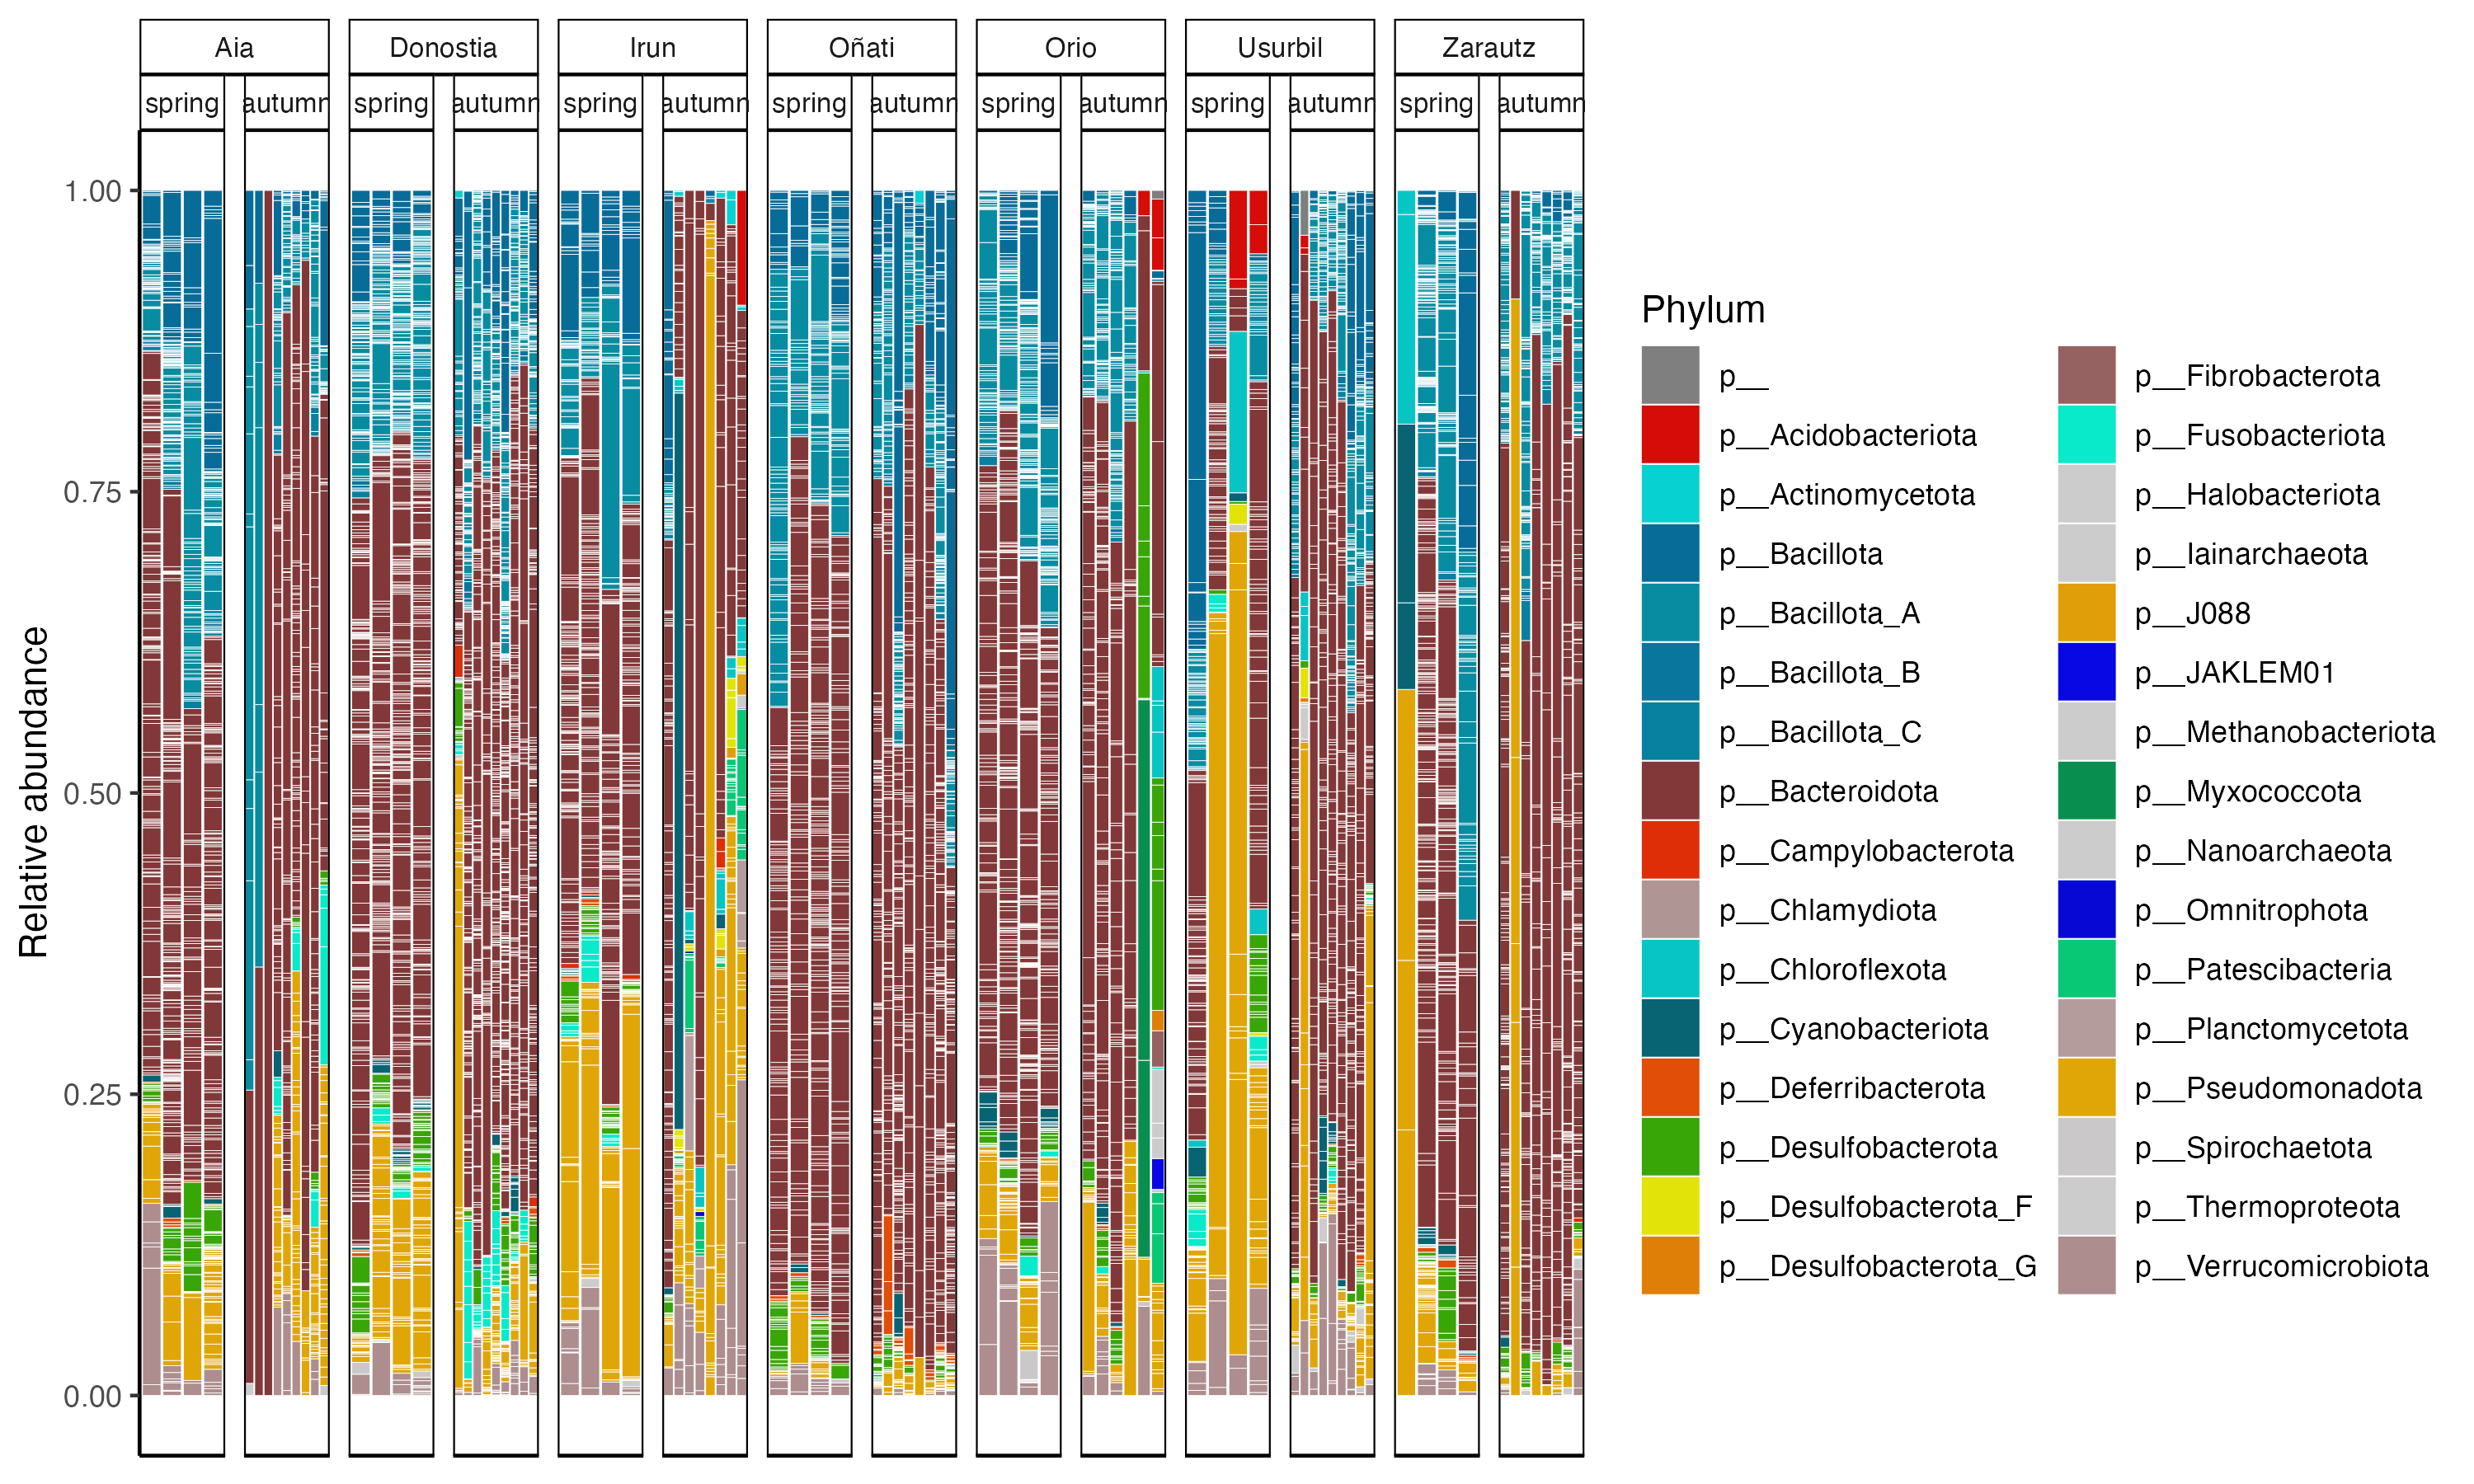 Aia Donostia Irun Oñati Orio Usurbil Zarautz
spring autumn spring autumn spring autumn spring autumn spring autumn spring autumn spring autumn
1.00
0.75
0.50
0.25
0.00
Relative abundance
Phylum
p__
p__Acidobacteriota
p__Actinomycetota
p__Bacillota
p__Bacillota_A
p__Bacillota_B
p__Bacillota_C
p__Bacteroidota
p__Campylobacterota
p__Chlamydiota
p__Chloroflexota
p__Cyanobacteriota
p__Deferribacterota
p__Desulfobacterota
p__Desulfobacterota_F
p__Desulfobacterota_G
p__Fibrobacterota
p__Fusobacteriota
p__Halobacteriota
p__Iainarchaeota
p__J088
p__JAKLEM01
p__Methanobacteriota
p__Myxococcota
p__Nanoarchaeota
p__Omnitrophota
p__Patescibacteria
p__Planctomycetota
p__Pseudomonadota
p__Spirochaetota
p__Thermoproteota
p__Verrucomicrobiota